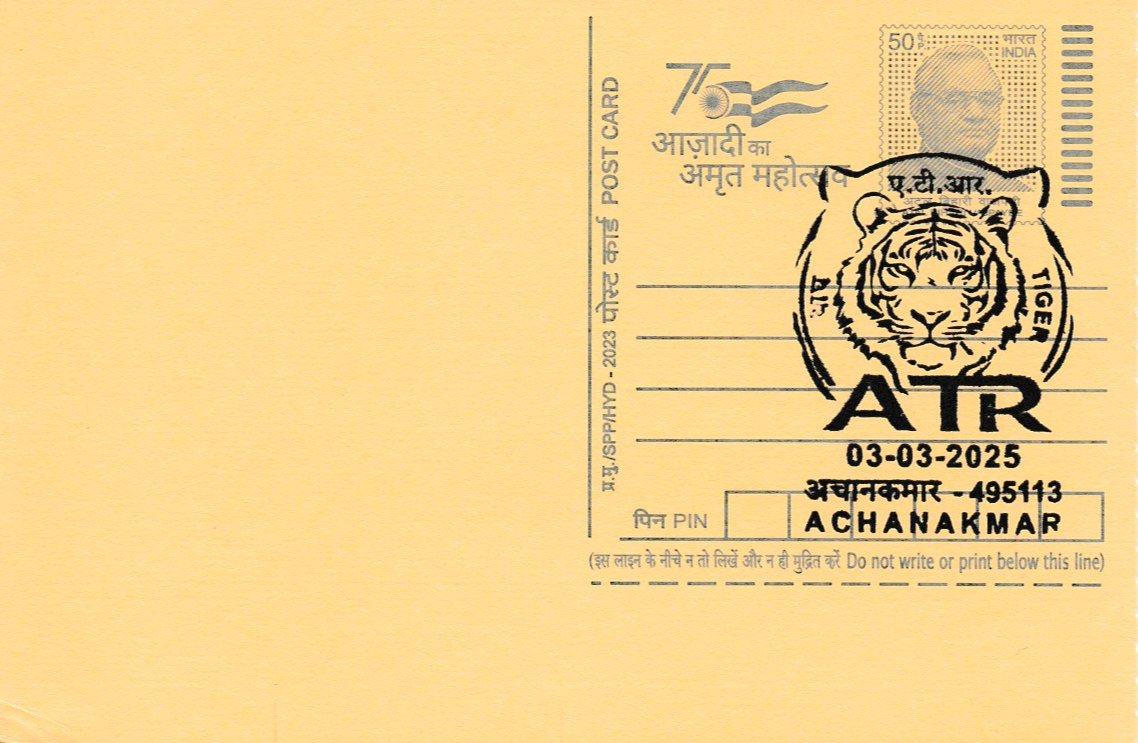 50 पै
P.
भारत
INDIA
75
आज़ादी का
अमृत महोत्सव
अटल बिहारी वाजपेयी
प्र.मु./SPP/HYD - 2023 पोस्ट कार्ड POST CARD
ए.टी.आर.
TIGER
ATR
03-03-2025
अचानकमार - 495113
ACHANAKMAR
पिन PIN
(इस लाइन के नीचे न तो लिखें और न ही मुद्रित करें Do not write or print below this line)